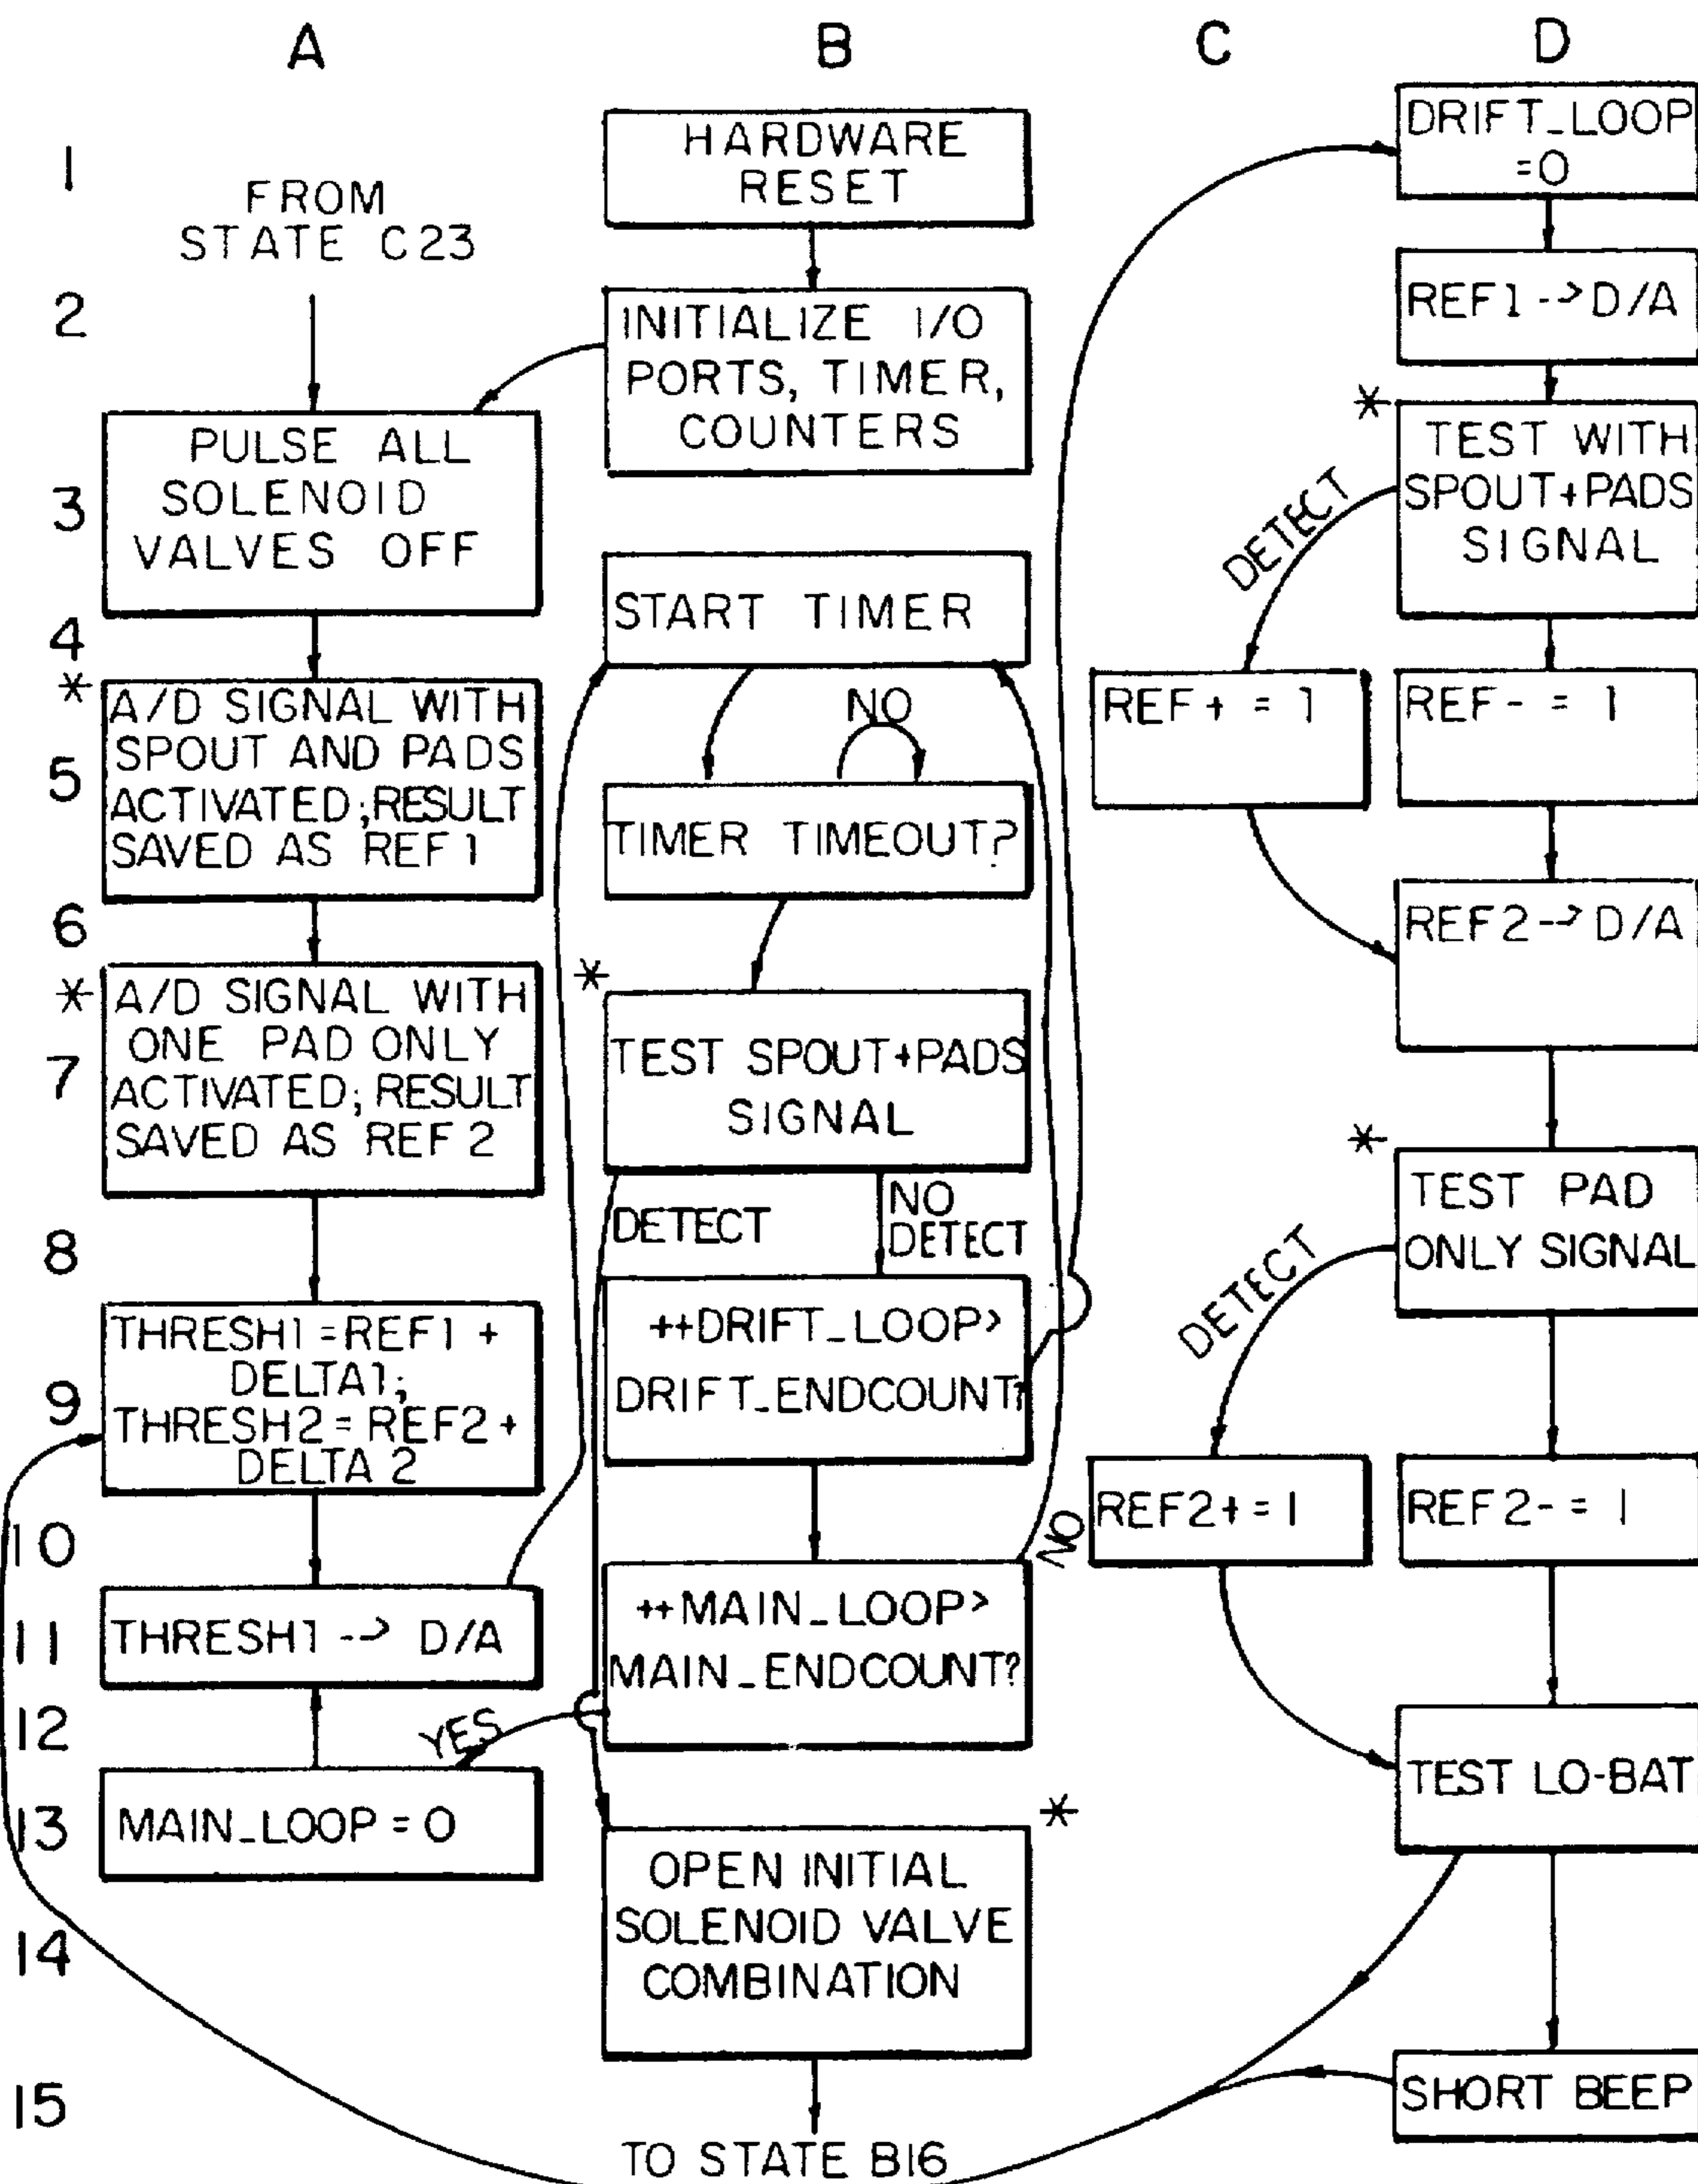 A B C D
1
2
3
4
5
6
7
8
9
10
11
12
13
14
15
FROM
STATE C23
PULSE ALL
SOLENOID
VALVES OFF
*
A/D SIGNAL WITH
SPOUT AND PADS
ACTIVATED; RESULT
SAVED AS REF 1
*
A/D SIGNAL WITH
ONE PAD ONLY
ACTIVATED; RESULT
SAVED AS REF 2
THRESH1 = REF1 +
DELTA1;
THRESH2 = REF2 +
DELTA 2
THRESH1 --> D/A
YES
MAIN_LOOP = 0
HARDWARE
RESET
INITIALIZE I/O
PORTS, TIMER,
COUNTERS
START TIMER
NO
TIMER TIMEOUT?
*
TEST SPOUT+PADS
SIGNAL
DETECT
NO
DETECT
++DRIFT_LOOP>
DRIFT_ENDCOUNT?
NO
++MAIN_LOOP>
MAIN_ENDCOUNT?
*
OPEN INITIAL
SOLENOID VALVE
COMBINATION
TO STATE B16
DRIFT_LOOP
=0
REF1 --> D/A
*
TEST WITH
SPOUT+PADS
SIGNAL
DETECT
REF+ = 1
REF- = 1
REF2 --> D/A
*
TEST PAD
ONLY SIGNAL
DETECT
REF2+ = 1
REF2- = 1
TEST LO-BAT
SHORT BEEP